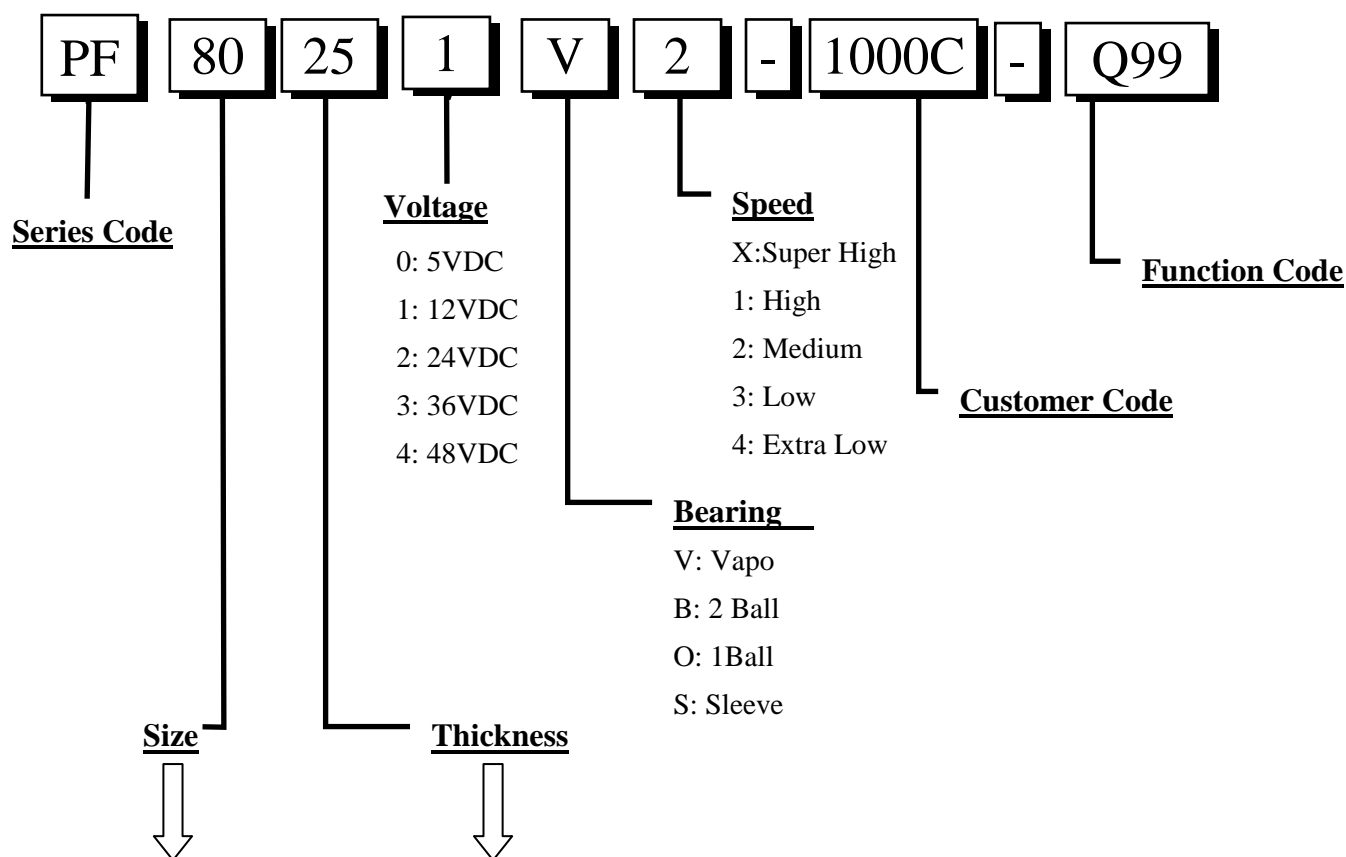 PF 80 25 1 V 2 - 1000C - Q99
Series Code
Voltage
0: 5VDC
1: 12VDC
2: 24VDC
3: 36VDC
4: 48VDC
Speed
X:Super High
1: High
2: Medium
3: Low
4: Extra Low
Function Code
Customer Code
Bearing
V: Vapo
B: 2 Ball
O: 1Ball
S: Sleeve
Size
Thickness